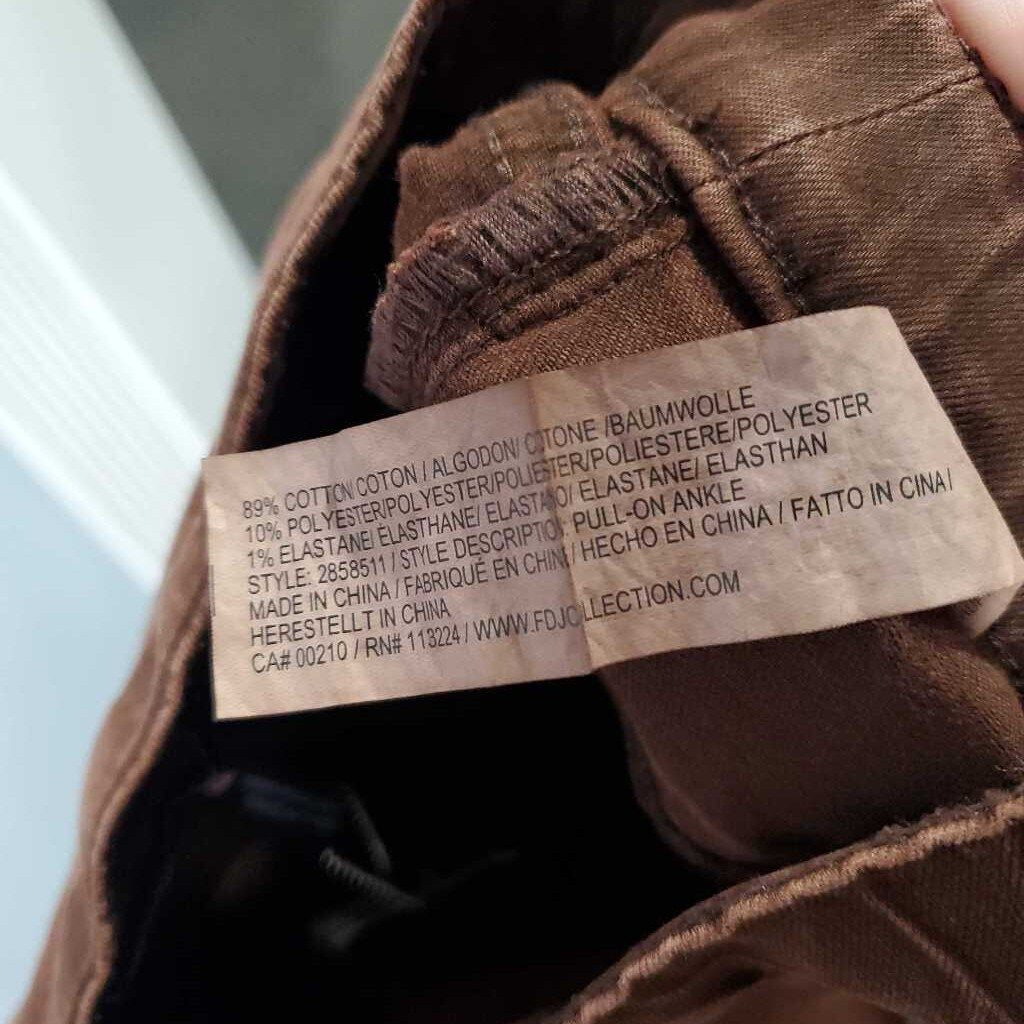 89% COTTON COTON / ALGODON/ COTONE /BAUMWOLLE
10% POLYESTER/POLYESTER/POLIESTER/POLIESTERE/POLYESTER
1% ELASTANE/ ÉLASTHANE/ ELASTANO/ ELASTANE/ ELASTHAN
STYLE: 2858511 / STYLE DESCRIPTION PULL-ON ANKLE
MADE IN CHINA / FABRIQUÉ EN CHINE / HECHO EN CHINA / FATTO IN CINA/
HERESTELLT IN CHINA
CA# 00210 / RN# 113224 / WWW.FDJCOLLECTION.COM